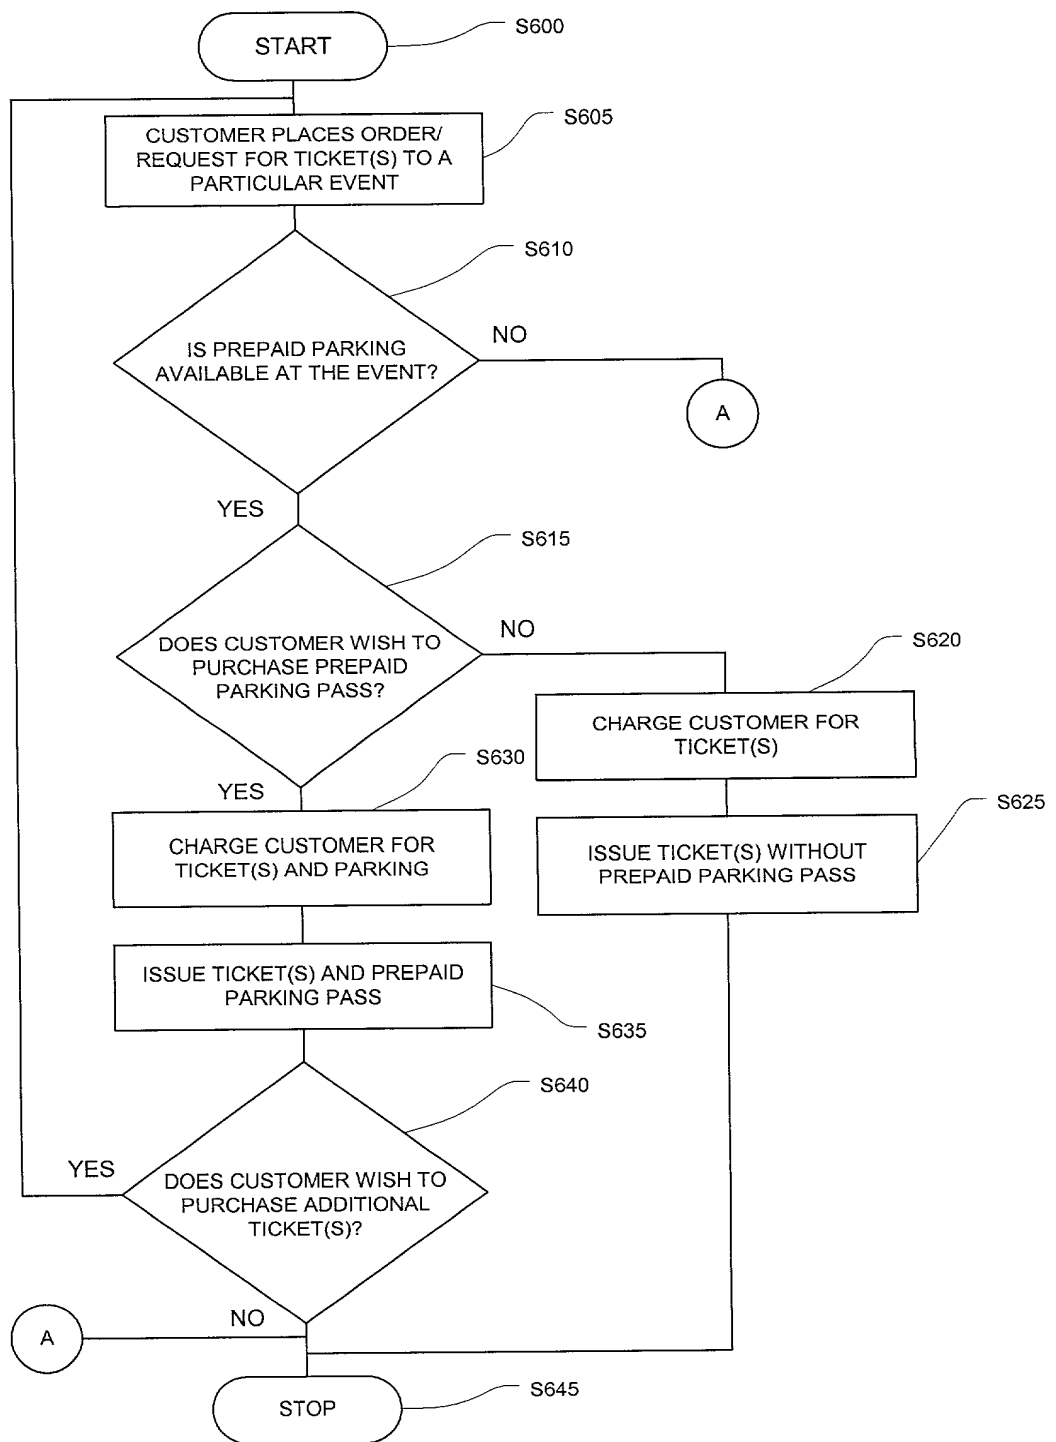 START
S600
CUSTOMER PLACES ORDER/
REQUEST FOR TICKET(S) TO A
PARTICULAR EVENT
S605
S610
IS PREPAID PARKING
AVAILABLE AT THE EVENT?
NO
A
YES
S615
DOES CUSTOMER WISH TO
PURCHASE PREPAID
PARKING PASS?
NO
S620
CHARGE CUSTOMER FOR
TICKET(S)
YES
S630
CHARGE CUSTOMER FOR
TICKET(S) AND PARKING
S625
ISSUE TICKET(S) WITHOUT
PREPAID PARKING PASS
ISSUE TICKET(S) AND PREPAID
PARKING PASS
S635
S640
YES
DOES CUSTOMER WISH TO
PURCHASE ADDITIONAL
TICKET(S)?
NO
A
STOP
S645